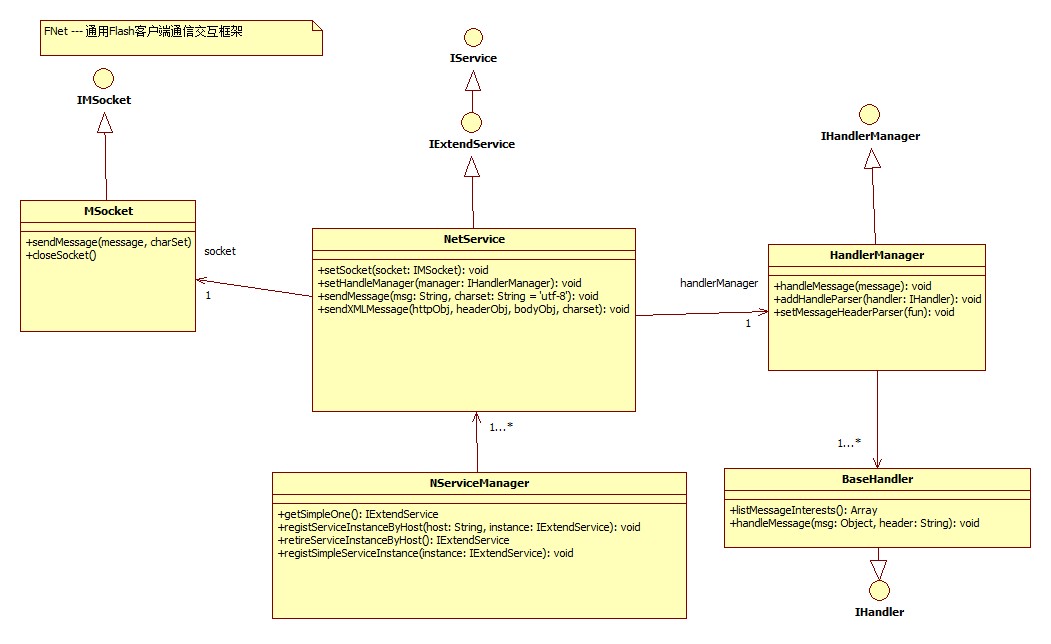 FNet --- 通用Flash客户端通信交互框架
IService
IMSocket
IExtendService
IHandlerManager
MSocket
+sendMessage(message, charSet)
+closeSocket()
socket
1
NetService
+setSocket(socket: IMSocket): void
+setHandleManager(manager: IHandlerManager): void
+sendMessage(msg: String, charset: String = 'utf-8'): void
+sendXMLMessage(httpObj, headerObj, bodyObj, charset): void
handlerManager
1
HandlerManager
+handleMessage(message): void
+addHandleParser(handler: IHandler): void
+setMessageHeaderParser(fun): void
1...*
1...*
NServiceManager
+getSimpleOne(): IExtendService
+registServiceInstanceByHost(host: String, instance: IExtendService): void
+retireServiceInstanceByHost(): IExtendService
+registSimpleServiceInstance(instance: IExtendService): void
BaseHandler
+listMessageInterests(): Array
+handleMessage(msg: Object, header: String): void
IHandler